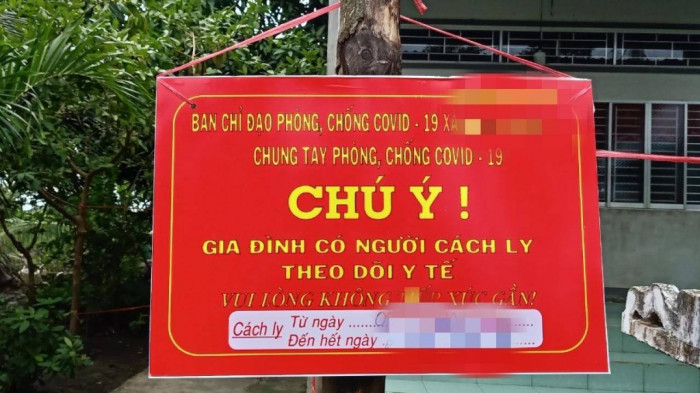 BAN CHỈ ĐẠO PHÒNG, CHỐNG COVID - 19 XÃ
CHUNG TAY PHÒNG, CHỐNG COVID - 19
CHÚ Ý !
GIA ĐÌNH CÓ NGƯỜI CÁCH LY
THEO DÕI Y TẾ
VUI LÒNG KHÔNG TIẾP XÚC GẦN!
Cách ly Từ ngày
Đến hết ngày